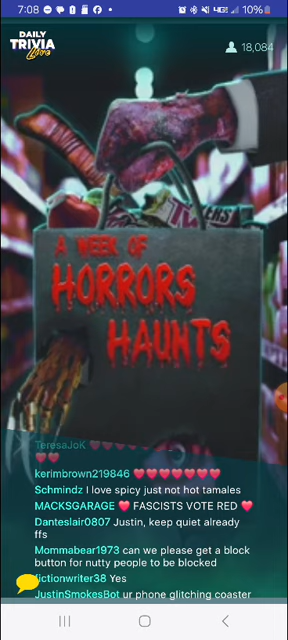 7:08
10%
DAILY
TRIVIA
Live
18,084
TWIZZLERS
A WEEK OF
HORRORS
HAUNTS
TeresaJoK
kerimbrown219846 ❤️❤️❤️❤️❤️❤️❤️
Schmindz I love spicy just not hot tamales
MACKSGARAGE ❤️ FASCISTS VOTE RED ❤️
Danteslair0807 Justin, keep quiet already
ffs
Mommabear1973 can we please get a block
button for nutty people to be blocked
fictionwriter38 Yes
JustinSmokesBot ur phone glitching coaster